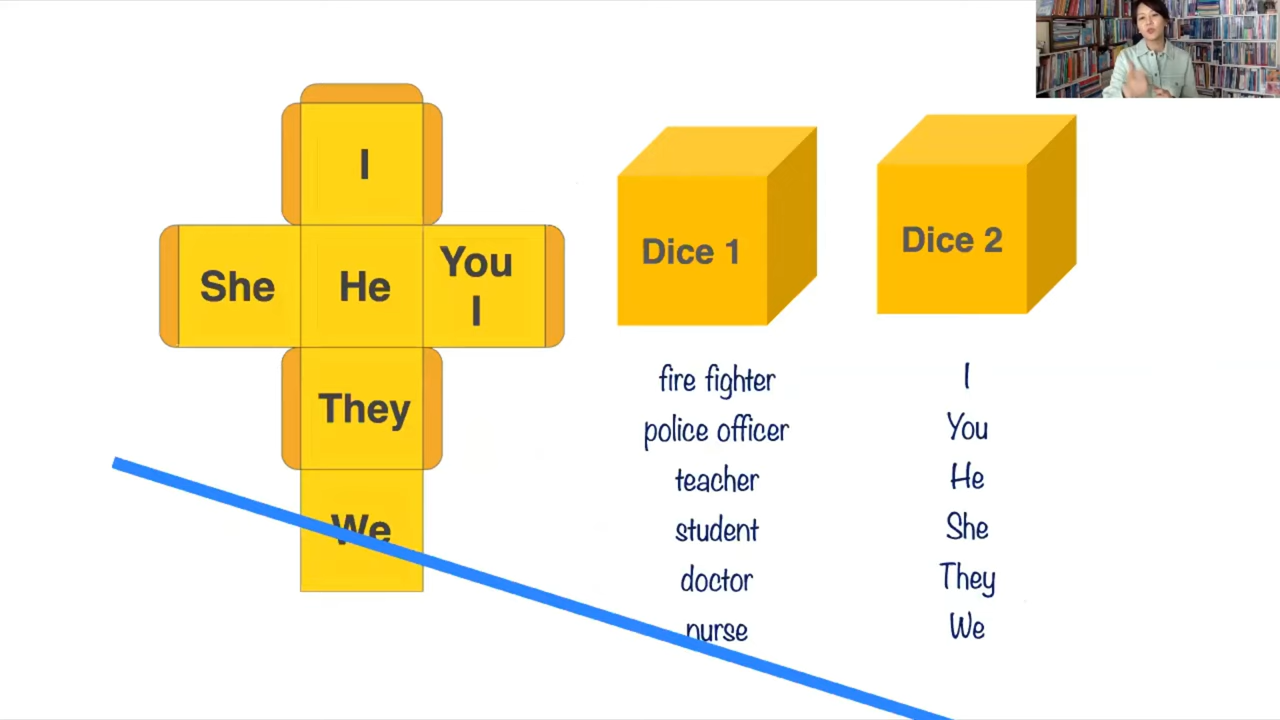 I
She
He
You
I
They
We
Dice 1
fire fighter
police officer
teacher
student
doctor
nurse
Dice 2
I
You
He
She
They
We